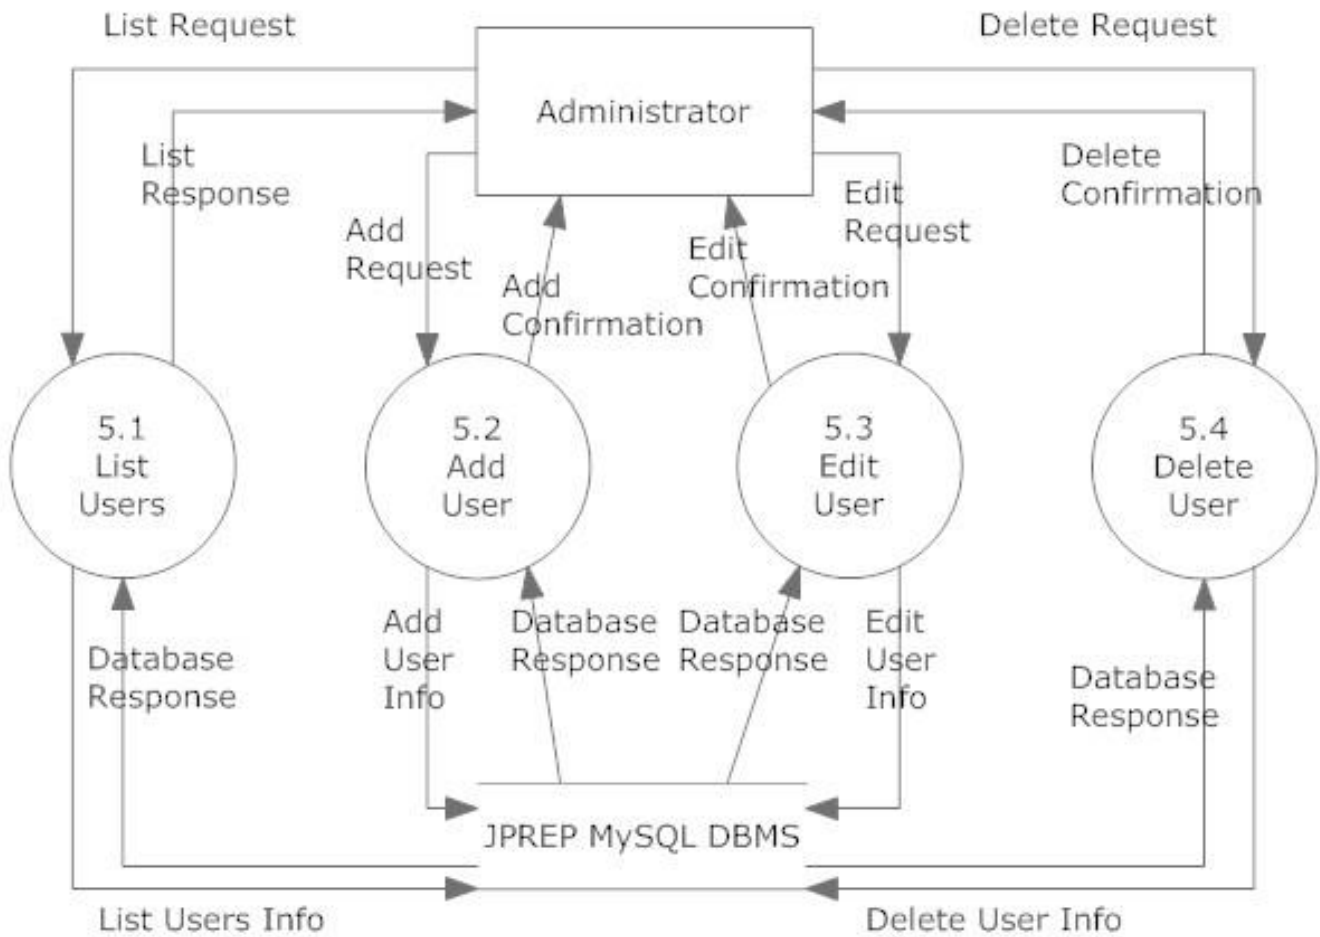 List Request
Delete Request
Administrator
List
Response
Delete
Confirmation
Add
Request
Edit
Request
Add
Confirmation
Edit
Confirmation
5.1
List
Users
5.2
Add
User
5.3
Edit
User
5.4
Delete
User
Database
Response
Add
User
Info
Database
Response
Database
Response
Edit
User
Info
Database
Response
JPREP MySQL DBMS
List Users Info
Delete User Info